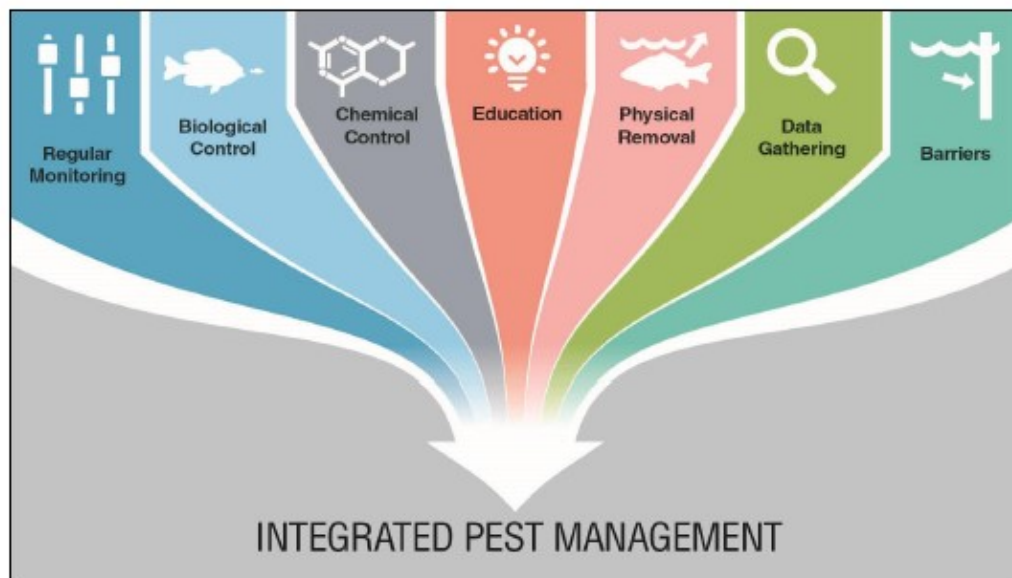 Regular
Monitoring
Biological
Control
Chemical
Control
Education
Physical
Removal
Data
Gathering
Barriers
INTEGRATED PEST MANAGEMENT